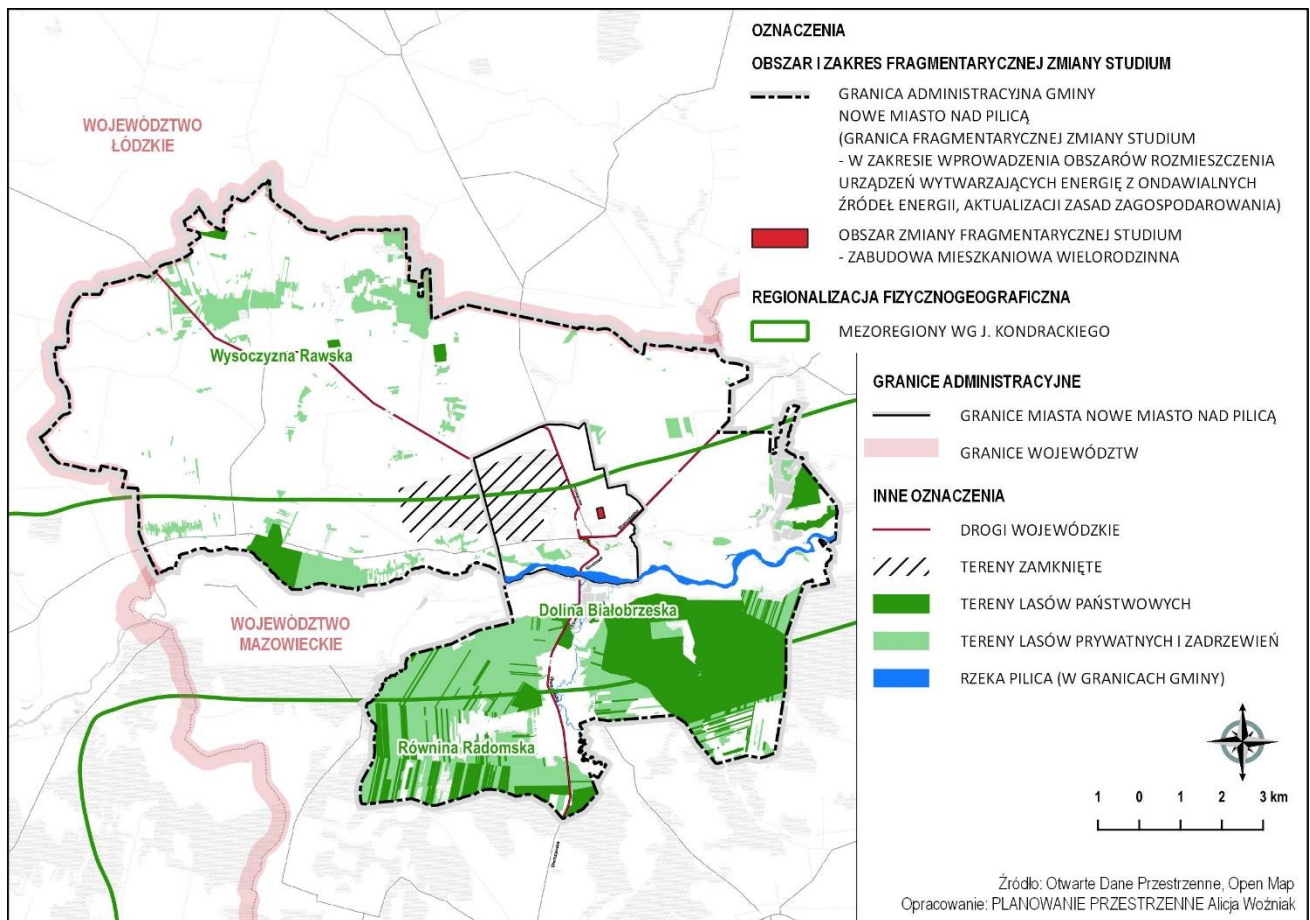 OZNACZENIA
OBSZAR I ZAKRES FRAGMENTARYCZNEJ ZMIANY STUDIUM
GRANICA ADMINISTRACYJNA GMINY
NOWE MIASTO NAD PILICĄ
(GRANICA FRAGMENTARYCZNEJ ZMIANY STUDIUM
- W ZAKRESIE WPROWADZENIA OBSZARÓW ROZMIESZCZENIA
URZĄDZEŃ WYTWARZAJĄCYCH ENERGIĘ Z ONDAWIALNYCH
ŹRÓDEŁ ENERGII, AKTUALIZACJI ZASAD ZAGOSPODAROWANIA)
OBSZAR ZMIANY FRAGMENTARYCZNEJ STUDIUM
- ZABUDOWA MIESZKANIOWA WIELORODZINNA
REGIONALIZACJA FIZYCZNOGEOGRAFICZNA
MEZOREGIONY WG J. KONDRACKIEGO
GRANICE ADMINISTRACYJNE
GRANICE MIASTA NOWE MIASTO NAD PILICĄ
GRANICE WOJEWÓDZTW
INNE OZNACZENIA
DROGI WOJEWÓDZKIE
TERENY ZAMKNIĘTE
TERENY LASÓW PAŃSTWOWYCH
TERENY LASÓW PRYWATNYCH I ZADRZEWIEŃ
RZEKA PILICA (W GRANICACH GMINY)
WOJEWÓDZTWO
ŁÓDZKIE
Wysoczyzna Rawska
Dolina Białobrzeska
WOJEWÓDZTWO
MAZOWIECKIE
Równina Radomska
1 0 1 2 3 km
Źródło: Otwarte Dane Przestrzenne, Open Map
Opracowanie: PLANOWANIE PRZESTRZENNE Alicja Woźniak